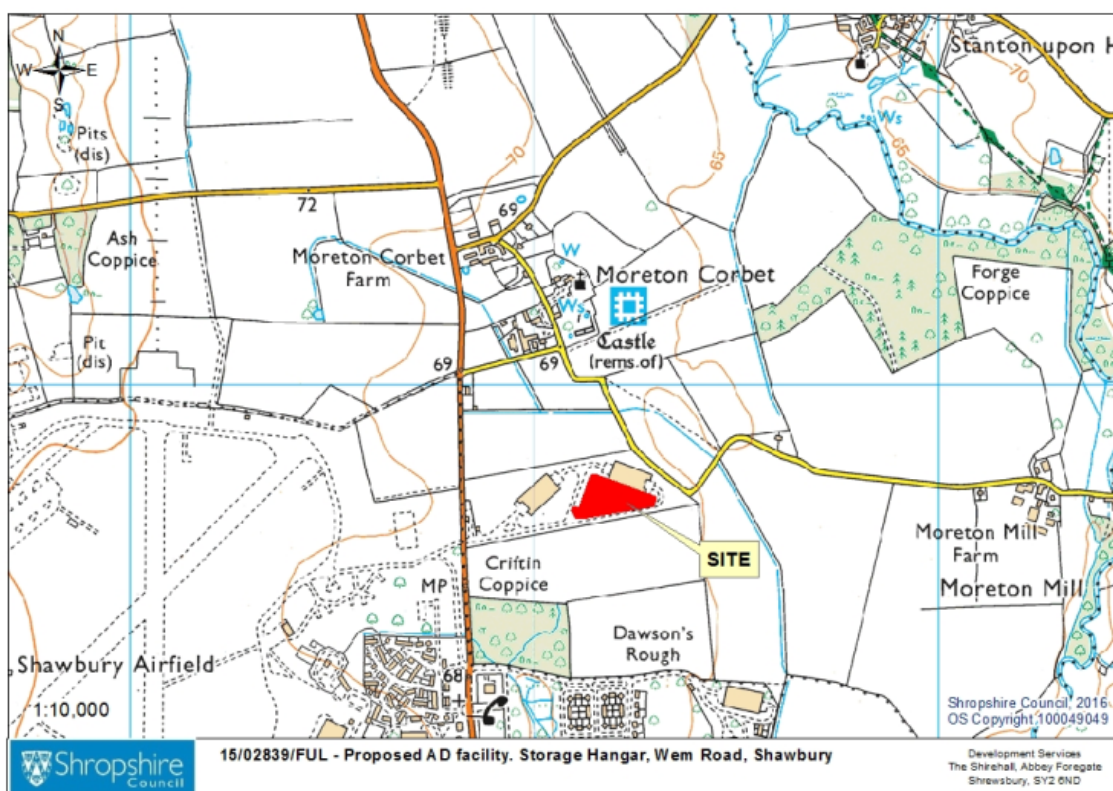 N
W E
S
Stanton upon H
70
Ws
65
Pits
(dis)
70
65
72
69
Ash
Coppice
Moreton Corbet
Farm
W
Moreton Corbet
Ws
Forge
Coppice
Castle
(rems.of)
Pit
(dis)
69
69
SITE
Moreton Mill
Farm
Moreton Mill
Criftin
Coppice
MP
Dawson's
Rough
Shawbury Airfield
68
1:10,000
Shropshire Council, 2016
OS Copyright 100049049
Shropshire
Council
15/02839/FUL - Proposed AD facility. Storage Hangar, Wem Road, Shawbury
Development Services
The Shirehall, Abbey Foregate
Shrewsbury, SY2 6ND